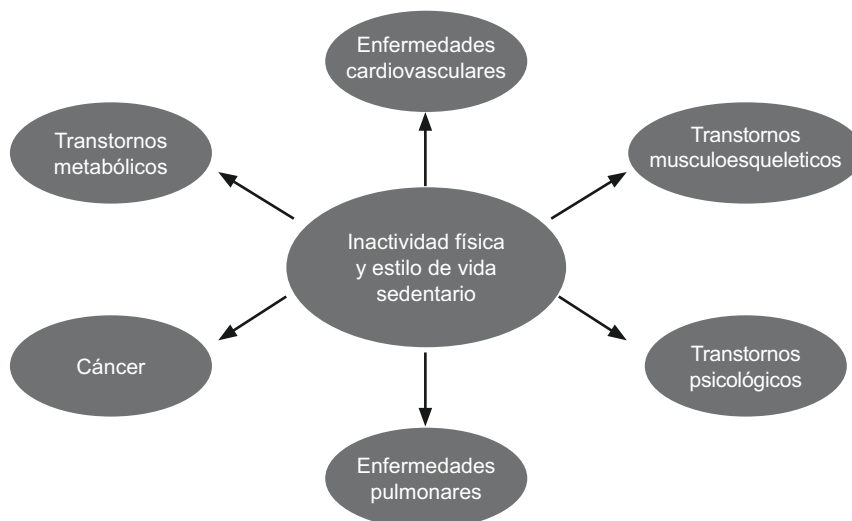 Enfermedades
cardiovasculares
Transtornos
metabólicos
Transtornos
musculoesqueleticos
Inactividad física
y estilo de vida
sedentario
Cáncer
Transtornos
psicológicos
Enfermedades
pulmonares